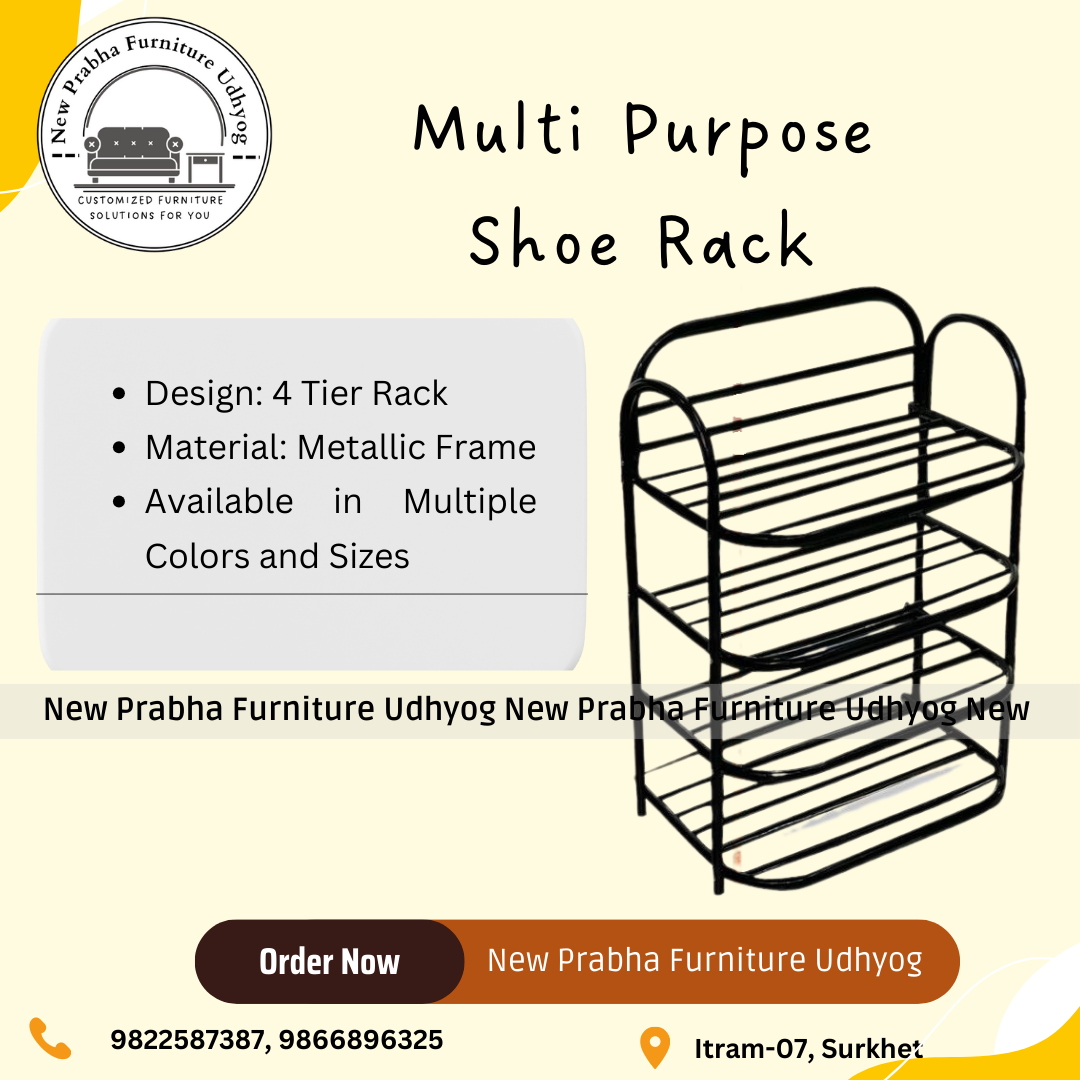 New Prabha Furniture Udhyog
CUSTOMIZED FURNITURE
SOLUTIONS FOR YOU
Multi Purpose
Shoe Rack
• Design: 4 Tier Rack
• Material: Metallic Frame
• Available in Multiple
Colors and Sizes
New Prabha Furniture Udhyog New Prabha Furniture Udhyog New
Order Now
New Prabha Furniture Udhyog
9822587387, 9866896325
Itram-07, Surkhet